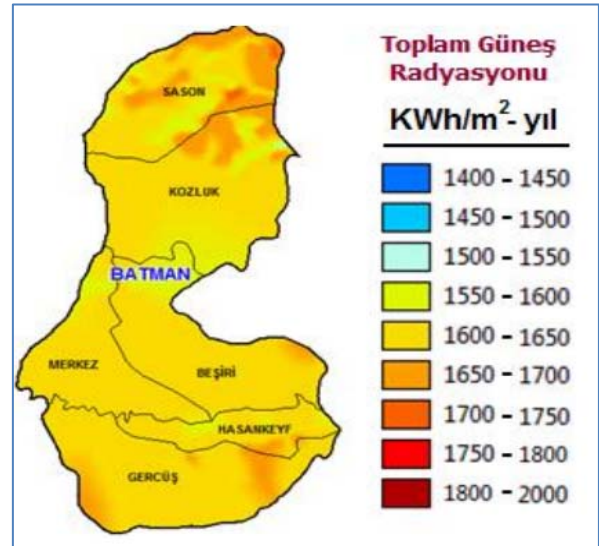 Toplam Güneş
Radyasyonu
KWh/m²- yıl
1400 - 1450
1450 - 1500
1500 - 1550
1550 - 1600
1600 - 1650
1650 - 1700
1700 - 1750
1750 - 1800
1800 - 2000
SASON
KOZLUK
BATMAN
MERKEZ
BEŞİRİ
HASANKEYF
GERCÜŞ